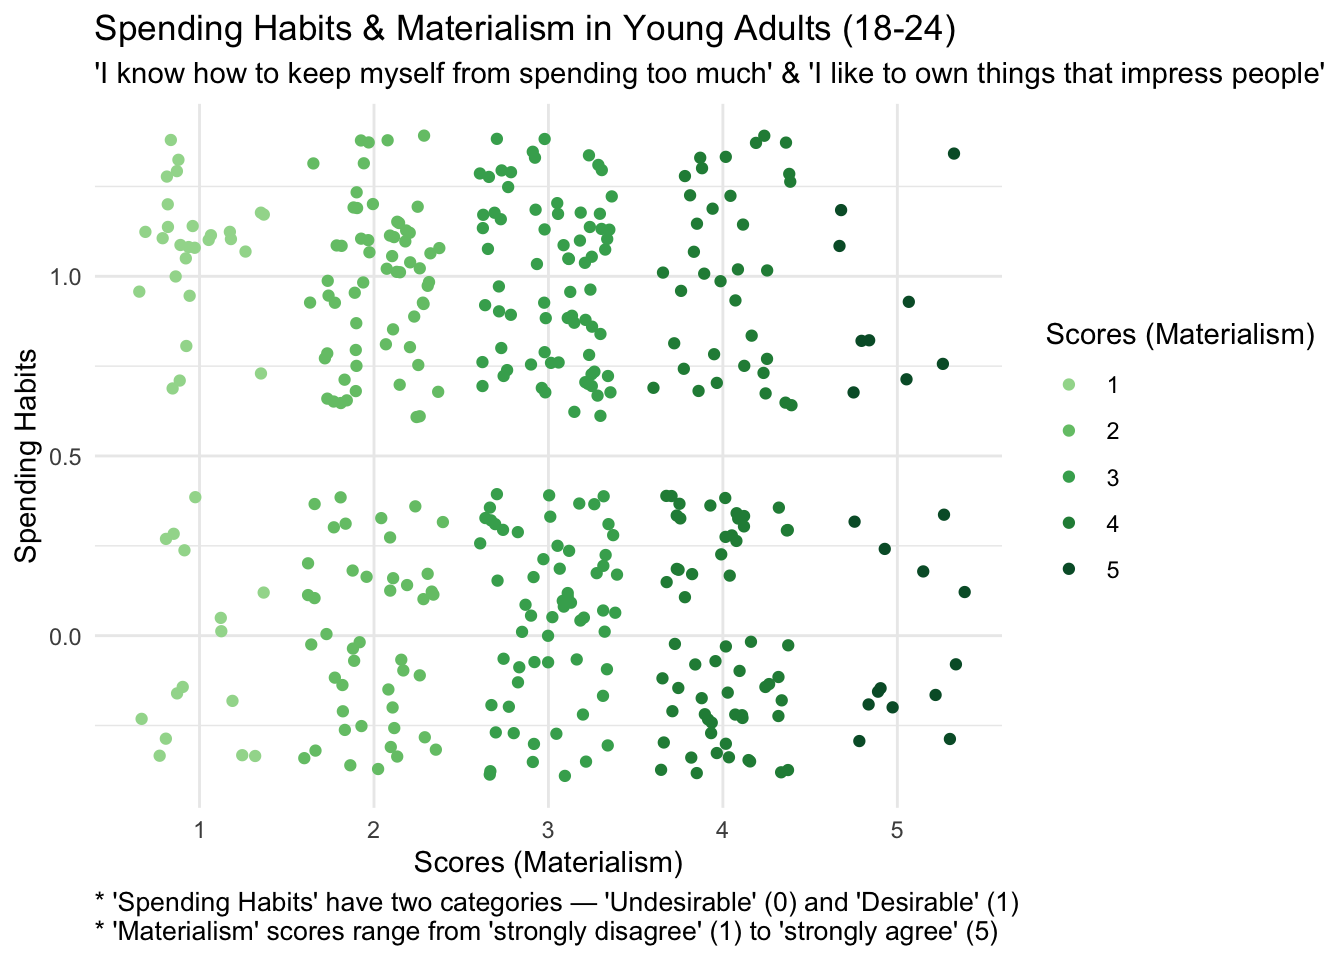 Spending Habits & Materialism in Young Adults (18-24)
'I know how to keep myself from spending too much' & 'I like to own things that impress people'
Spending Habits
1.0
0.5
0.0
1 2 3 4 5
Scores (Materialism)
Scores (Materialism)
1
2
3
4
5
* 'Spending Habits' have two categories — 'Undesirable' (0) and 'Desirable' (1)
* 'Materialism' scores range from 'strongly disagree' (1) to 'strongly agree' (5)